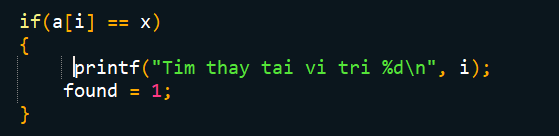 if(a[i] == x)
{
printf("Tim thay tai vi tri %d\n", i);
found = 1;
}